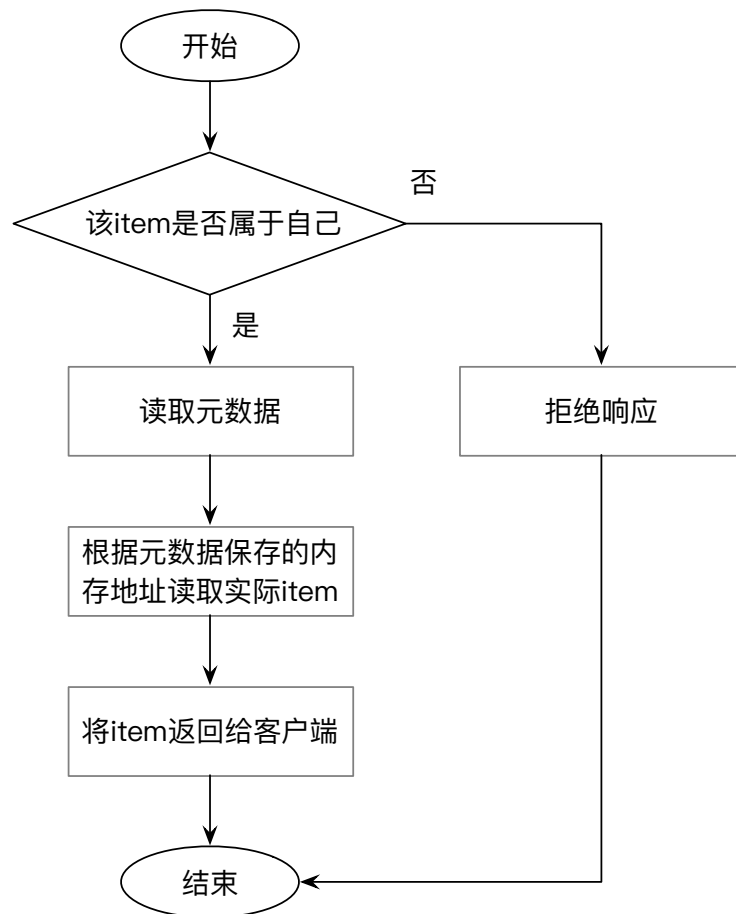 开始
否
该item是否属于自己
是
读取元数据
拒绝响应
根据元数据保存的内
存地址读取实际item
将item返回给客户端
结束